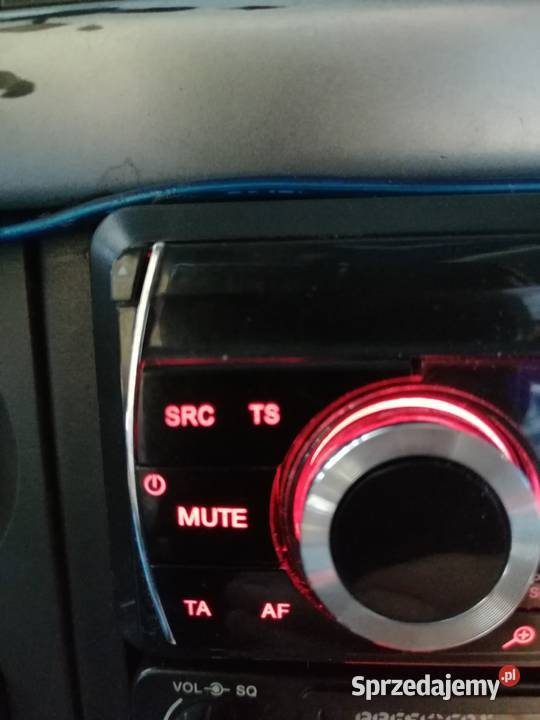 SRC TS
MUTE
TA AF
VOL SQ
Sprzedajemy.pl